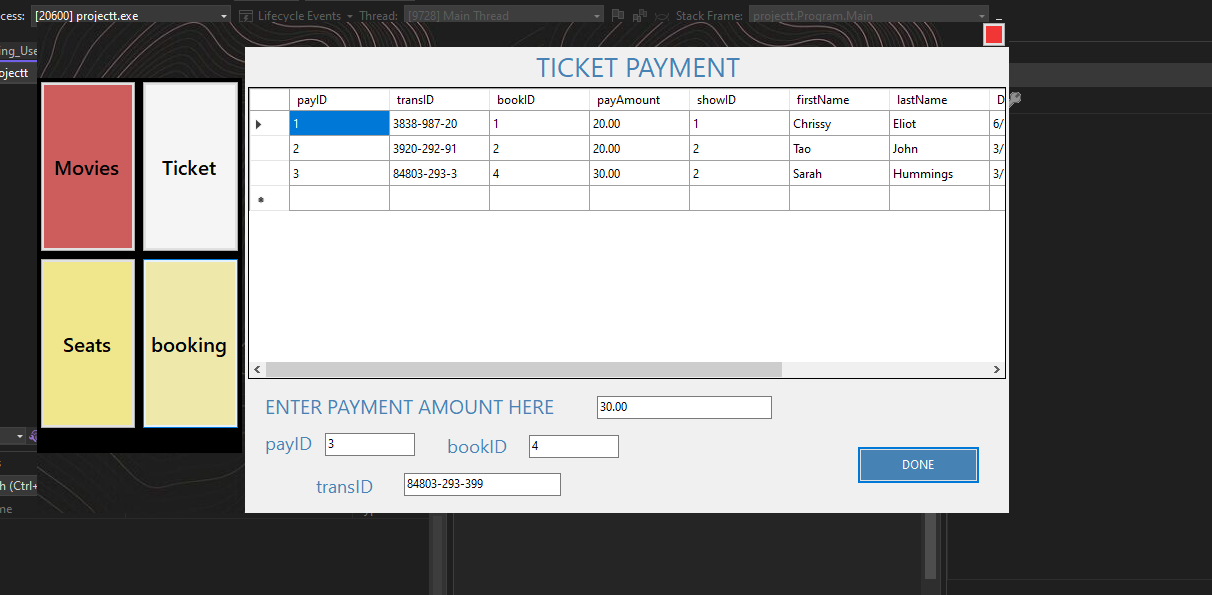 cess: [20600] projectt.exe Lifecycle Events Thread: [9728] Main Thread Stack Frame: projectt.Program.Main
ing_Use
ojectt
TICKET PAYMENT
payID transID bookID payAmount showID firstName lastName D
1 3838-987-20 1 20.00 1 Chrissy Eliot 6/
2 3920-292-91 2 20.00 2 Tao John 3/
3 84803-293-3 4 30.00 2 Sarah Hummings 3/
Movies Ticket
Seats booking
ENTER PAYMENT AMOUNT HERE 30.00
payID 3 bookID 4
DONE
transID 84803-293-399
h (Ctrl+
me